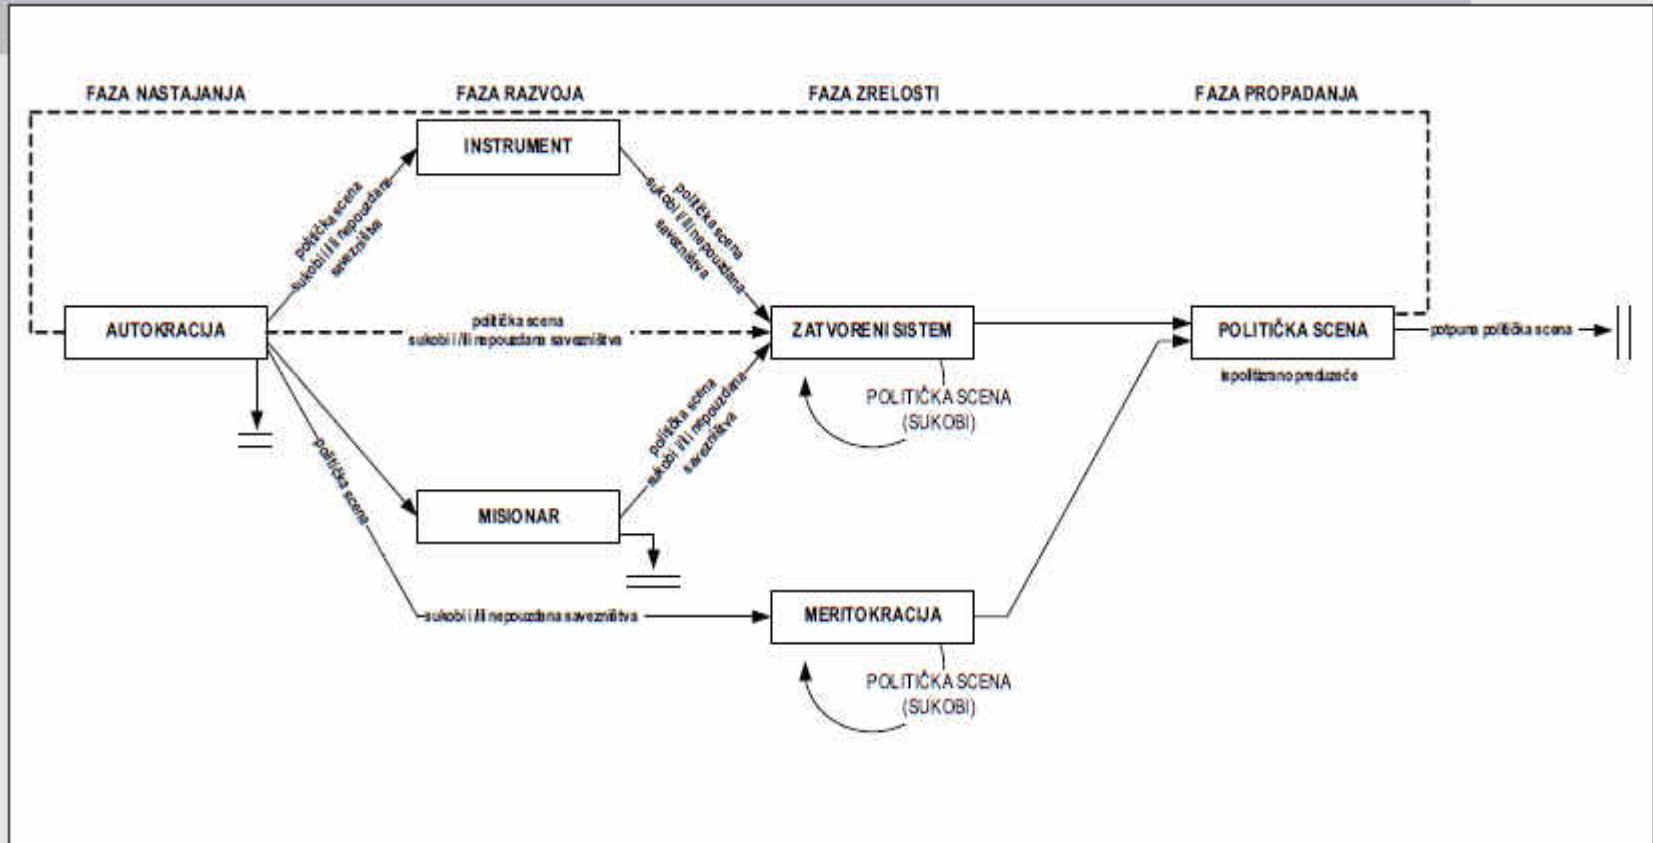 FAZA NASTAJANJA
FAZA RAZVOJA
FAZA ZRELOSTI
FAZA PROPADANJA
INSTRUMENT
politička scena
sukobi i/ili nepouzdana
savezništva
politička scena
sukobi i/ili nepouzdana
savezništva
AUTOKRACIJA
politička scena
sukobi i/ili nepouzdana savezništva
ZATVORENI SISTEM
POLITIČKA SCENA
potpuna politička scena
ispolitizirano preduzeće
POLITIČKA SCENA
(SUKOBI)
politička scena
sukobi i/ili nepouzdana
savezništva
politička scena
MISIONAR
sukobi i/ili nepouzdana savezništva
MERITOKRACIJA
POLITIČKA SCENA
(SUKOBI)